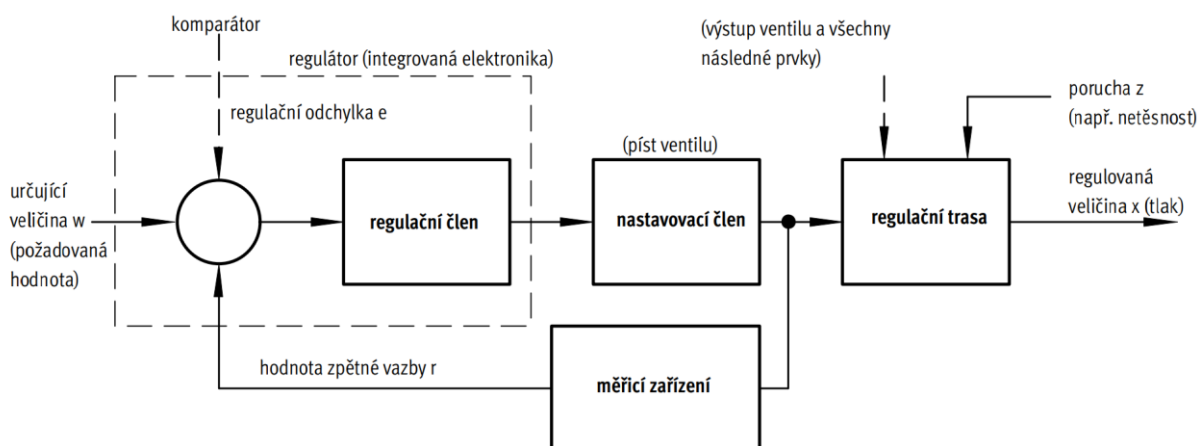 komparátor
regulátor (integrovaná elektronika)
(výstup ventilu a všechny
následné prvky)
porucha z
(např. netěsnost)
regulační odchylka e
(píst ventilu)
určující
veličina w
(požadovaná
hodnota)
regulační člen
nastavovací člen
regulační trasa
regulovaná
veličina x (tlak)
hodnota zpětné vazby r
měřicí zařízení